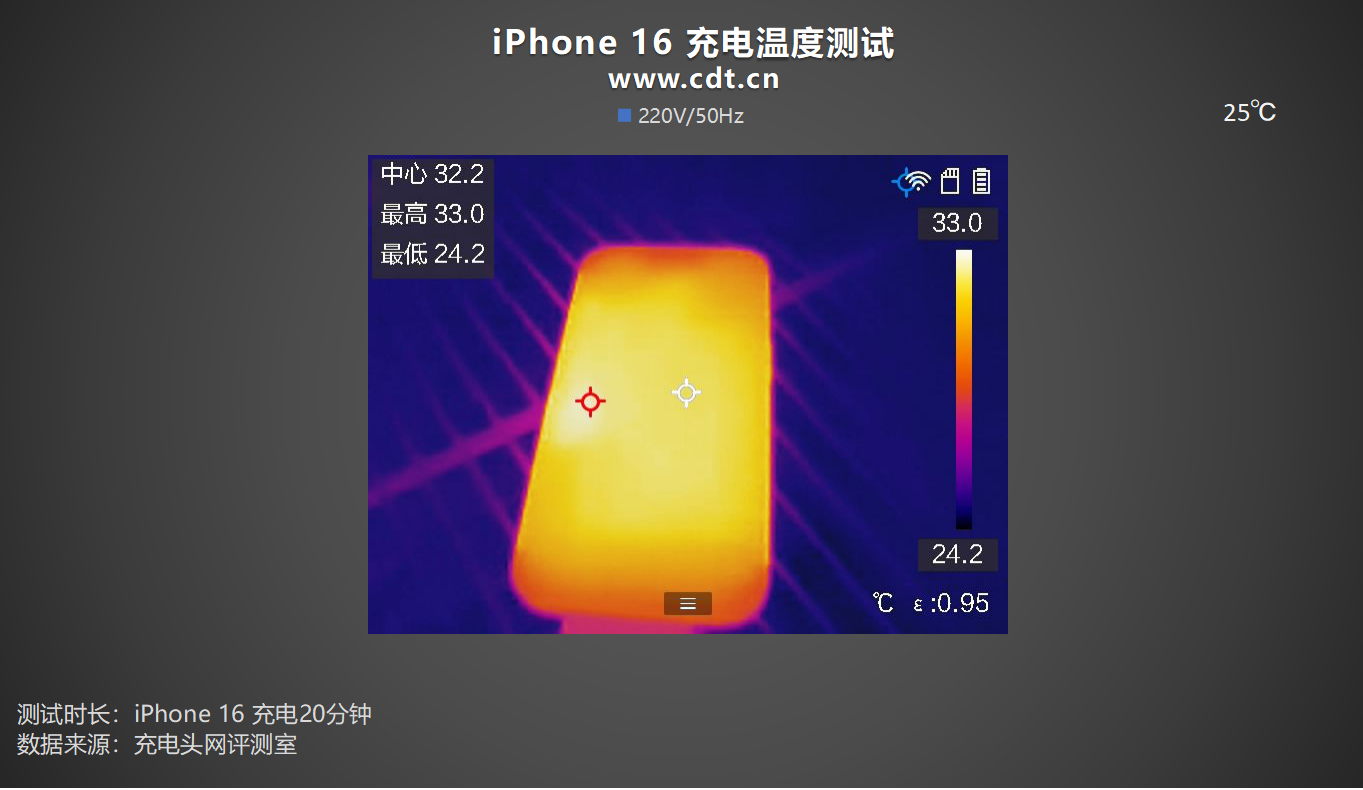 iPhone 16 充电温度测试
www.cdt.cn
220V/50Hz
25℃
中心 32.2
最高 33.0
最低 24.2
33.0
24.2
℃ ε :0.95
测试时长：iPhone 16 充电20分钟
数据来源：充电头网评测室